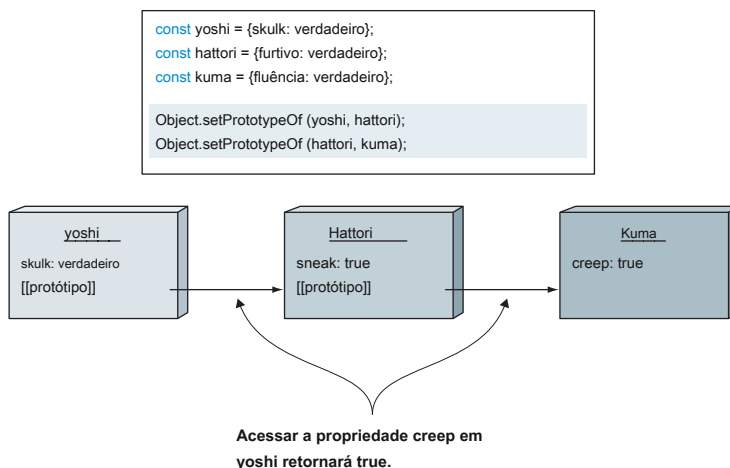 const yoshi = {skulk: verdadeiro};
const hattori = {furtivo: verdadeiro};
const kuma = {fluência: verdadeiro};
Object.setPrototypeOf (yoshi, hattori);
Object.setPrototypeOf (hattori, kuma);
yoshi
skulk: verdadeiro
[[protótipo]]
Hattori
sneak: true
[[protótipo]]
Kuma
creep: true
Acessar a propriedade creep em
yoshi retornará true.